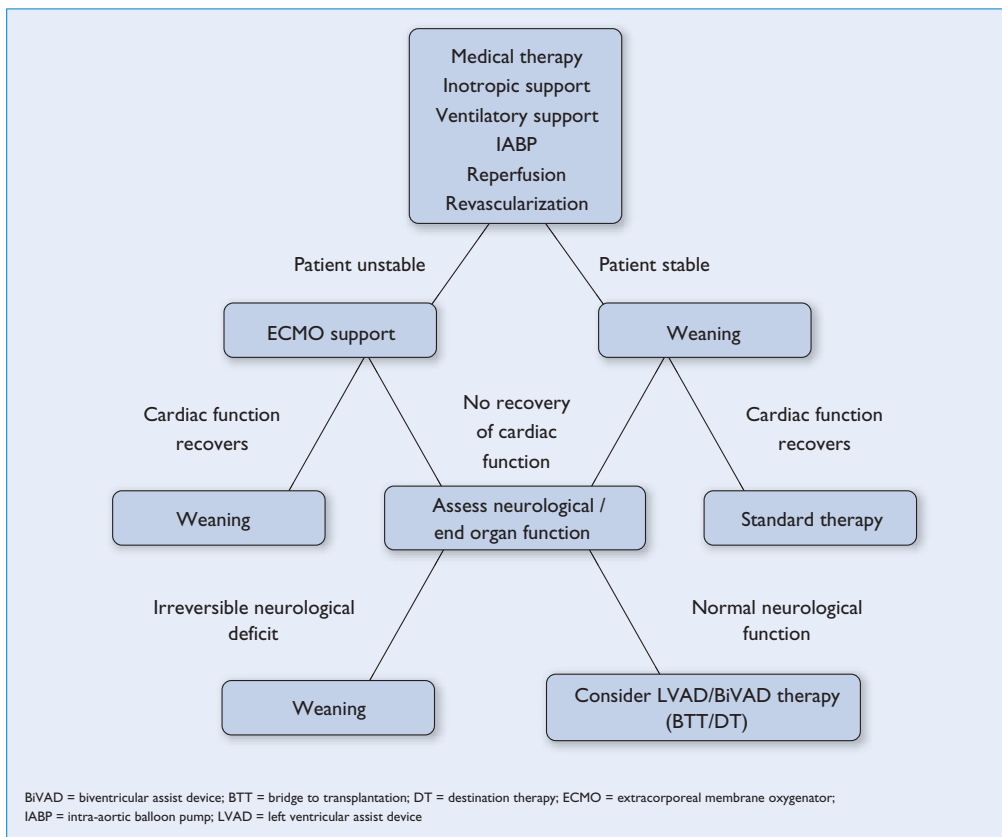 Medical therapy
Inotropic support
Ventilatory support
IABP
Reperfusion
Revascularization
Patient unstable
Patient stable
ECMO support
Weaning
Cardiac function
recovers
No recovery
of cardiac
function
Cardiac function
recovers
Weaning
Assess neurological /
end organ function
Standard therapy
Irreversible neurological
deficit
Normal neurological
function
Weaning
Consider LVAD/BiVAD therapy
(BTT/DT)
BiVAD = biventricular assist device; BTT = bridge to transplantation; DT = destination therapy; ECMO = extracorporeal membrane oxygenator;
IABP = intra-aortic balloon pump; LVAD = left ventricular assist device